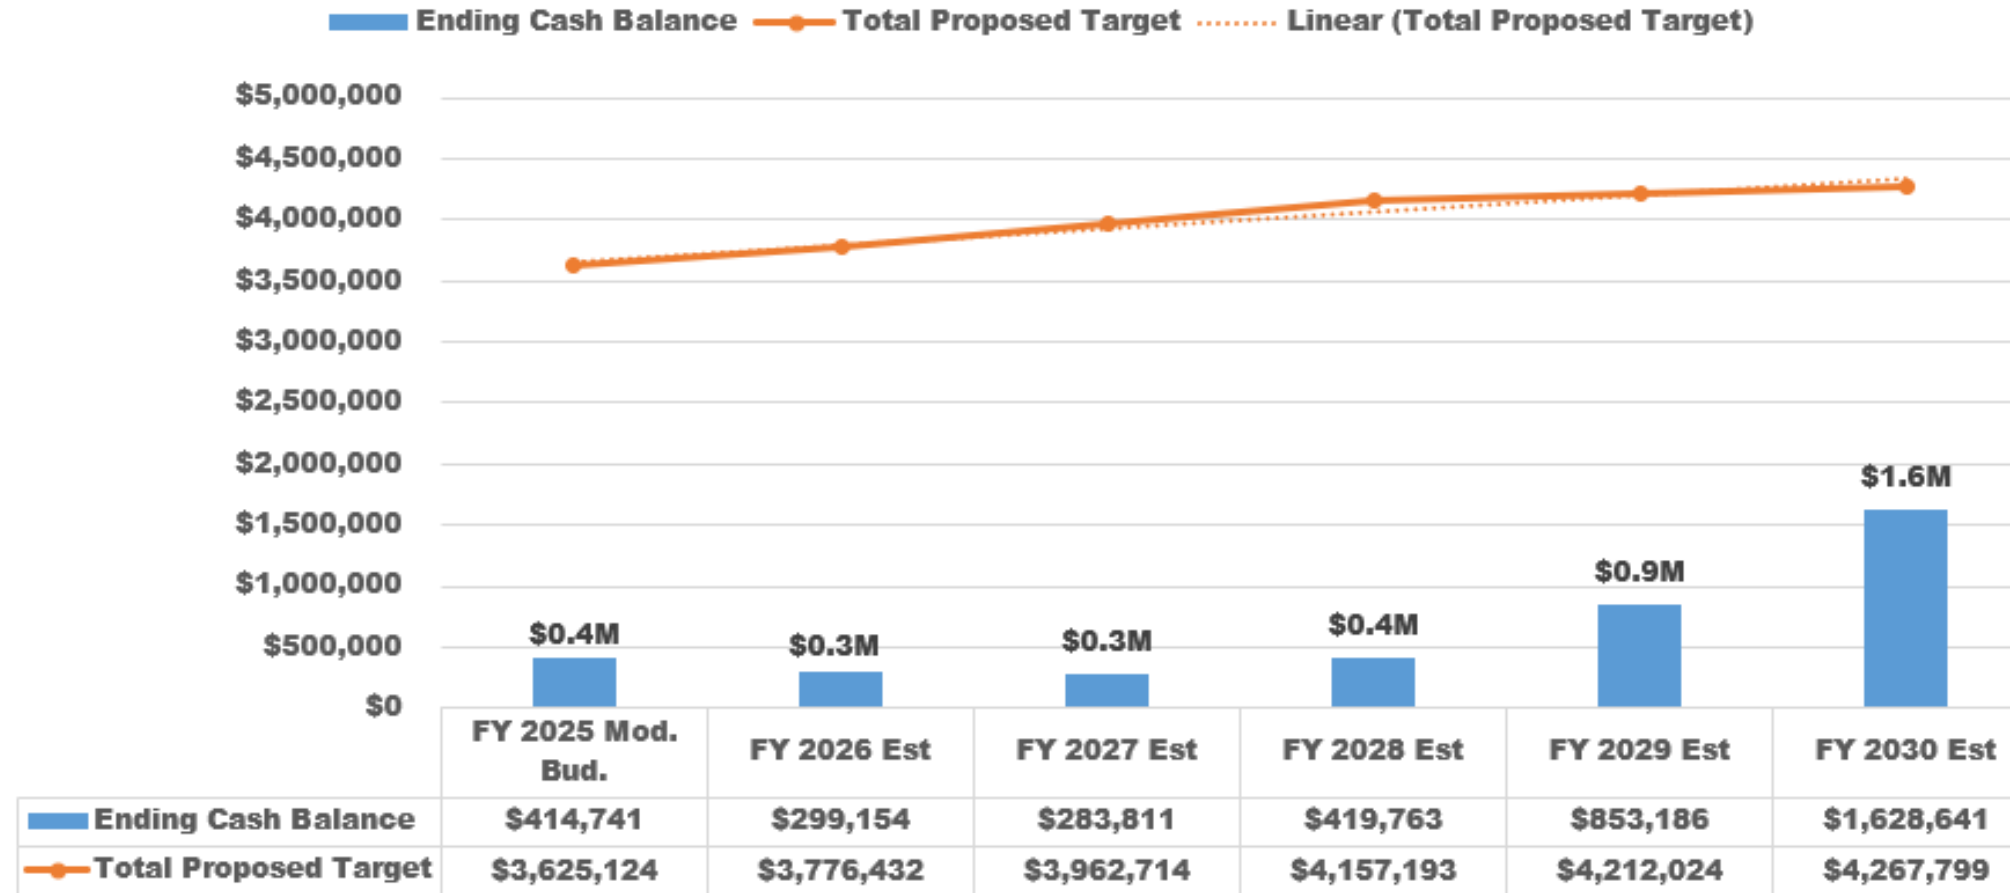 Ending Cash Balance Total Proposed Target Linear (Total Proposed Target)
$5,000,000
$4,500,000
$4,000,000
$3,500,000
$3,000,000
$2,500,000
$2,000,000
$1,500,000
$1,000,000
$500,000
$0
$0.4M
$0.3M
$0.3M
$0.4M
$0.9M
$1.6M
FY 2025 Mod.
Bud.
FY 2026 Est
FY 2027 Est
FY 2028 Est
FY 2029 Est
FY 2030 Est
Ending Cash Balance $414,741 $299,154 $283,811 $419,763 $853,186 $1,628,641
Total Proposed Target $3,625,124 $3,776,432 $3,962,714 $4,157,193 $4,212,024 $4,267,799